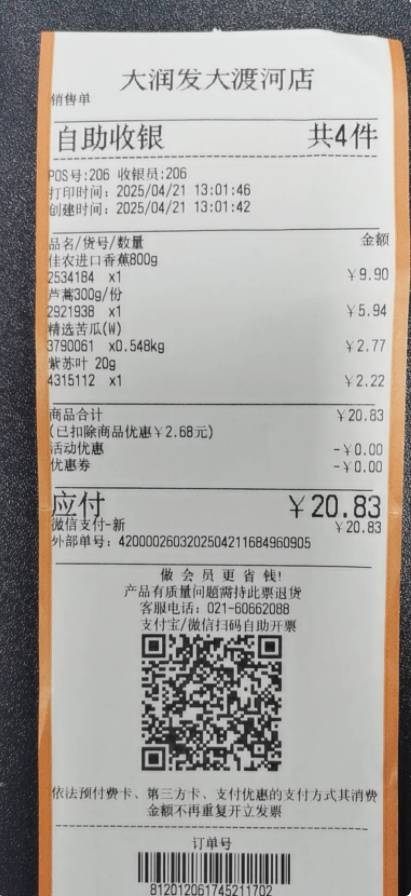 大润发大渡河店
销售单
自助收银 共4件
POS号:206 收银员:206
打印时间: 2025/04/21 13:01:46
创建时间: 2025/04/21 13:01:42
品名/货号/数量 金额
佳农进口香蕉800g
2534184 x1 ￥9.90
芦蒿300g/份
2921938 x1 ￥5.94
精选苦瓜(W)
3790061 x0.548kg ￥2.77
紫苏叶 20g
4315112 x1 ￥2.22
商品合计 ￥20.83
(已扣除商品优惠￥2.68元)
活动优惠 -￥0.00
优惠券 -￥0.00
应付 ￥20.83
微信支付-新 ￥20.83
外部单号: 4200002603202504211684960905
做 会 员 更 省 钱!
产品有质量问题需持此票退货
客服电话: 021-60662088
支付宝/微信扫码自助开票
依法预付费卡、第三方卡、支付优惠的支付方式其消费
金额不再重复开立发票
订单号
812012061745211702